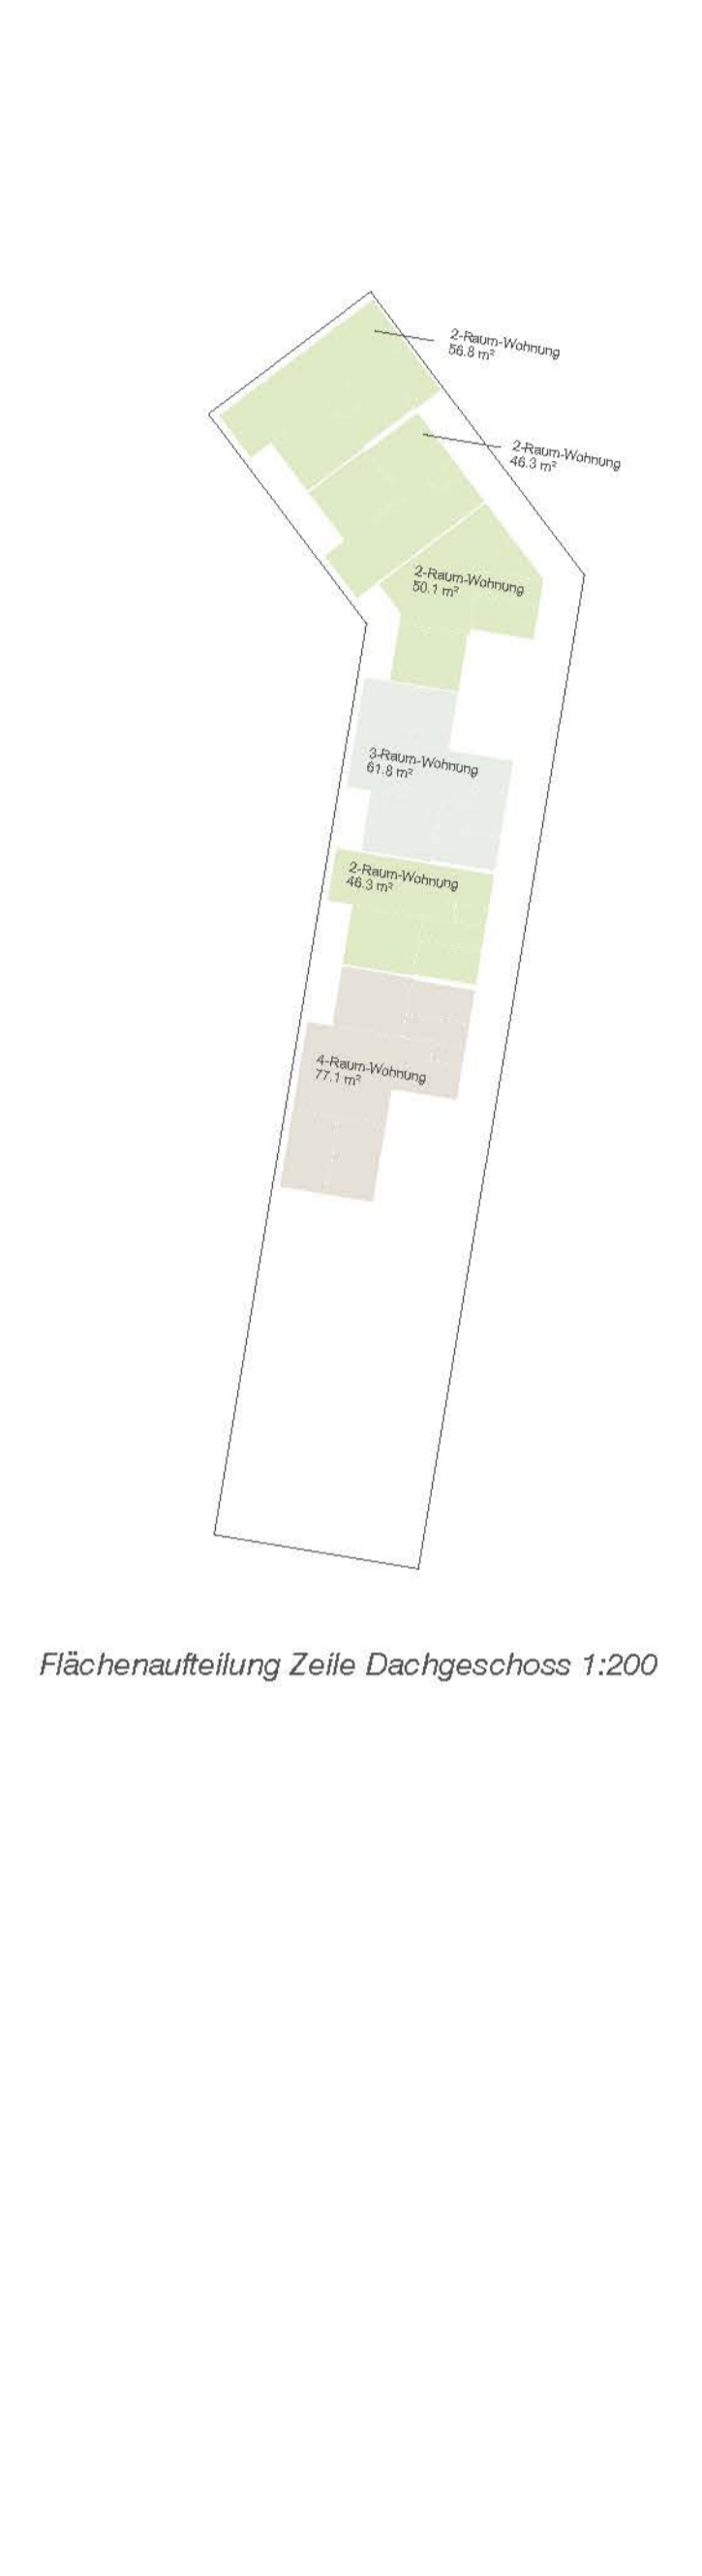 2-Raum-Wohnung
56.8 m²
2-Raum-Wohnung
46.3 m²
2-Raum-Wohnung
50.1 m²
3-Raum-Wohnung
61.8 m²
2-Raum-Wohnung
46.3 m²
4-Raum-Wohnung
77.1 m²
Flächenaufteilung Zeile Dachgeschoss 1:200